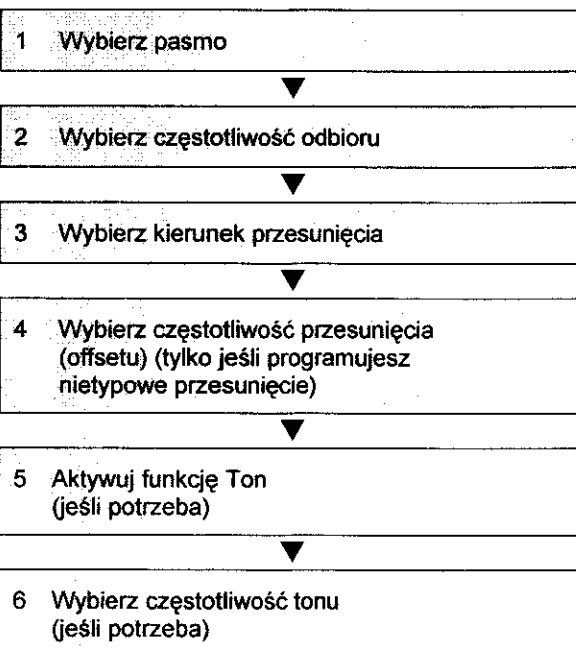 1 Wybierz pasmo
2 Wybierz częstotliwość odbioru
3 Wybierz kierunek przesunięcia
4 Wybierz częstotliwość przesunięcia
(offsetu) (tylko jeśli programujesz
nietypowe przesunięcie)
5 Aktywuj funkcję Ton
(jeśli potrzeba)
6 Wybierz częstotliwość tonu
(jeśli potrzeba)